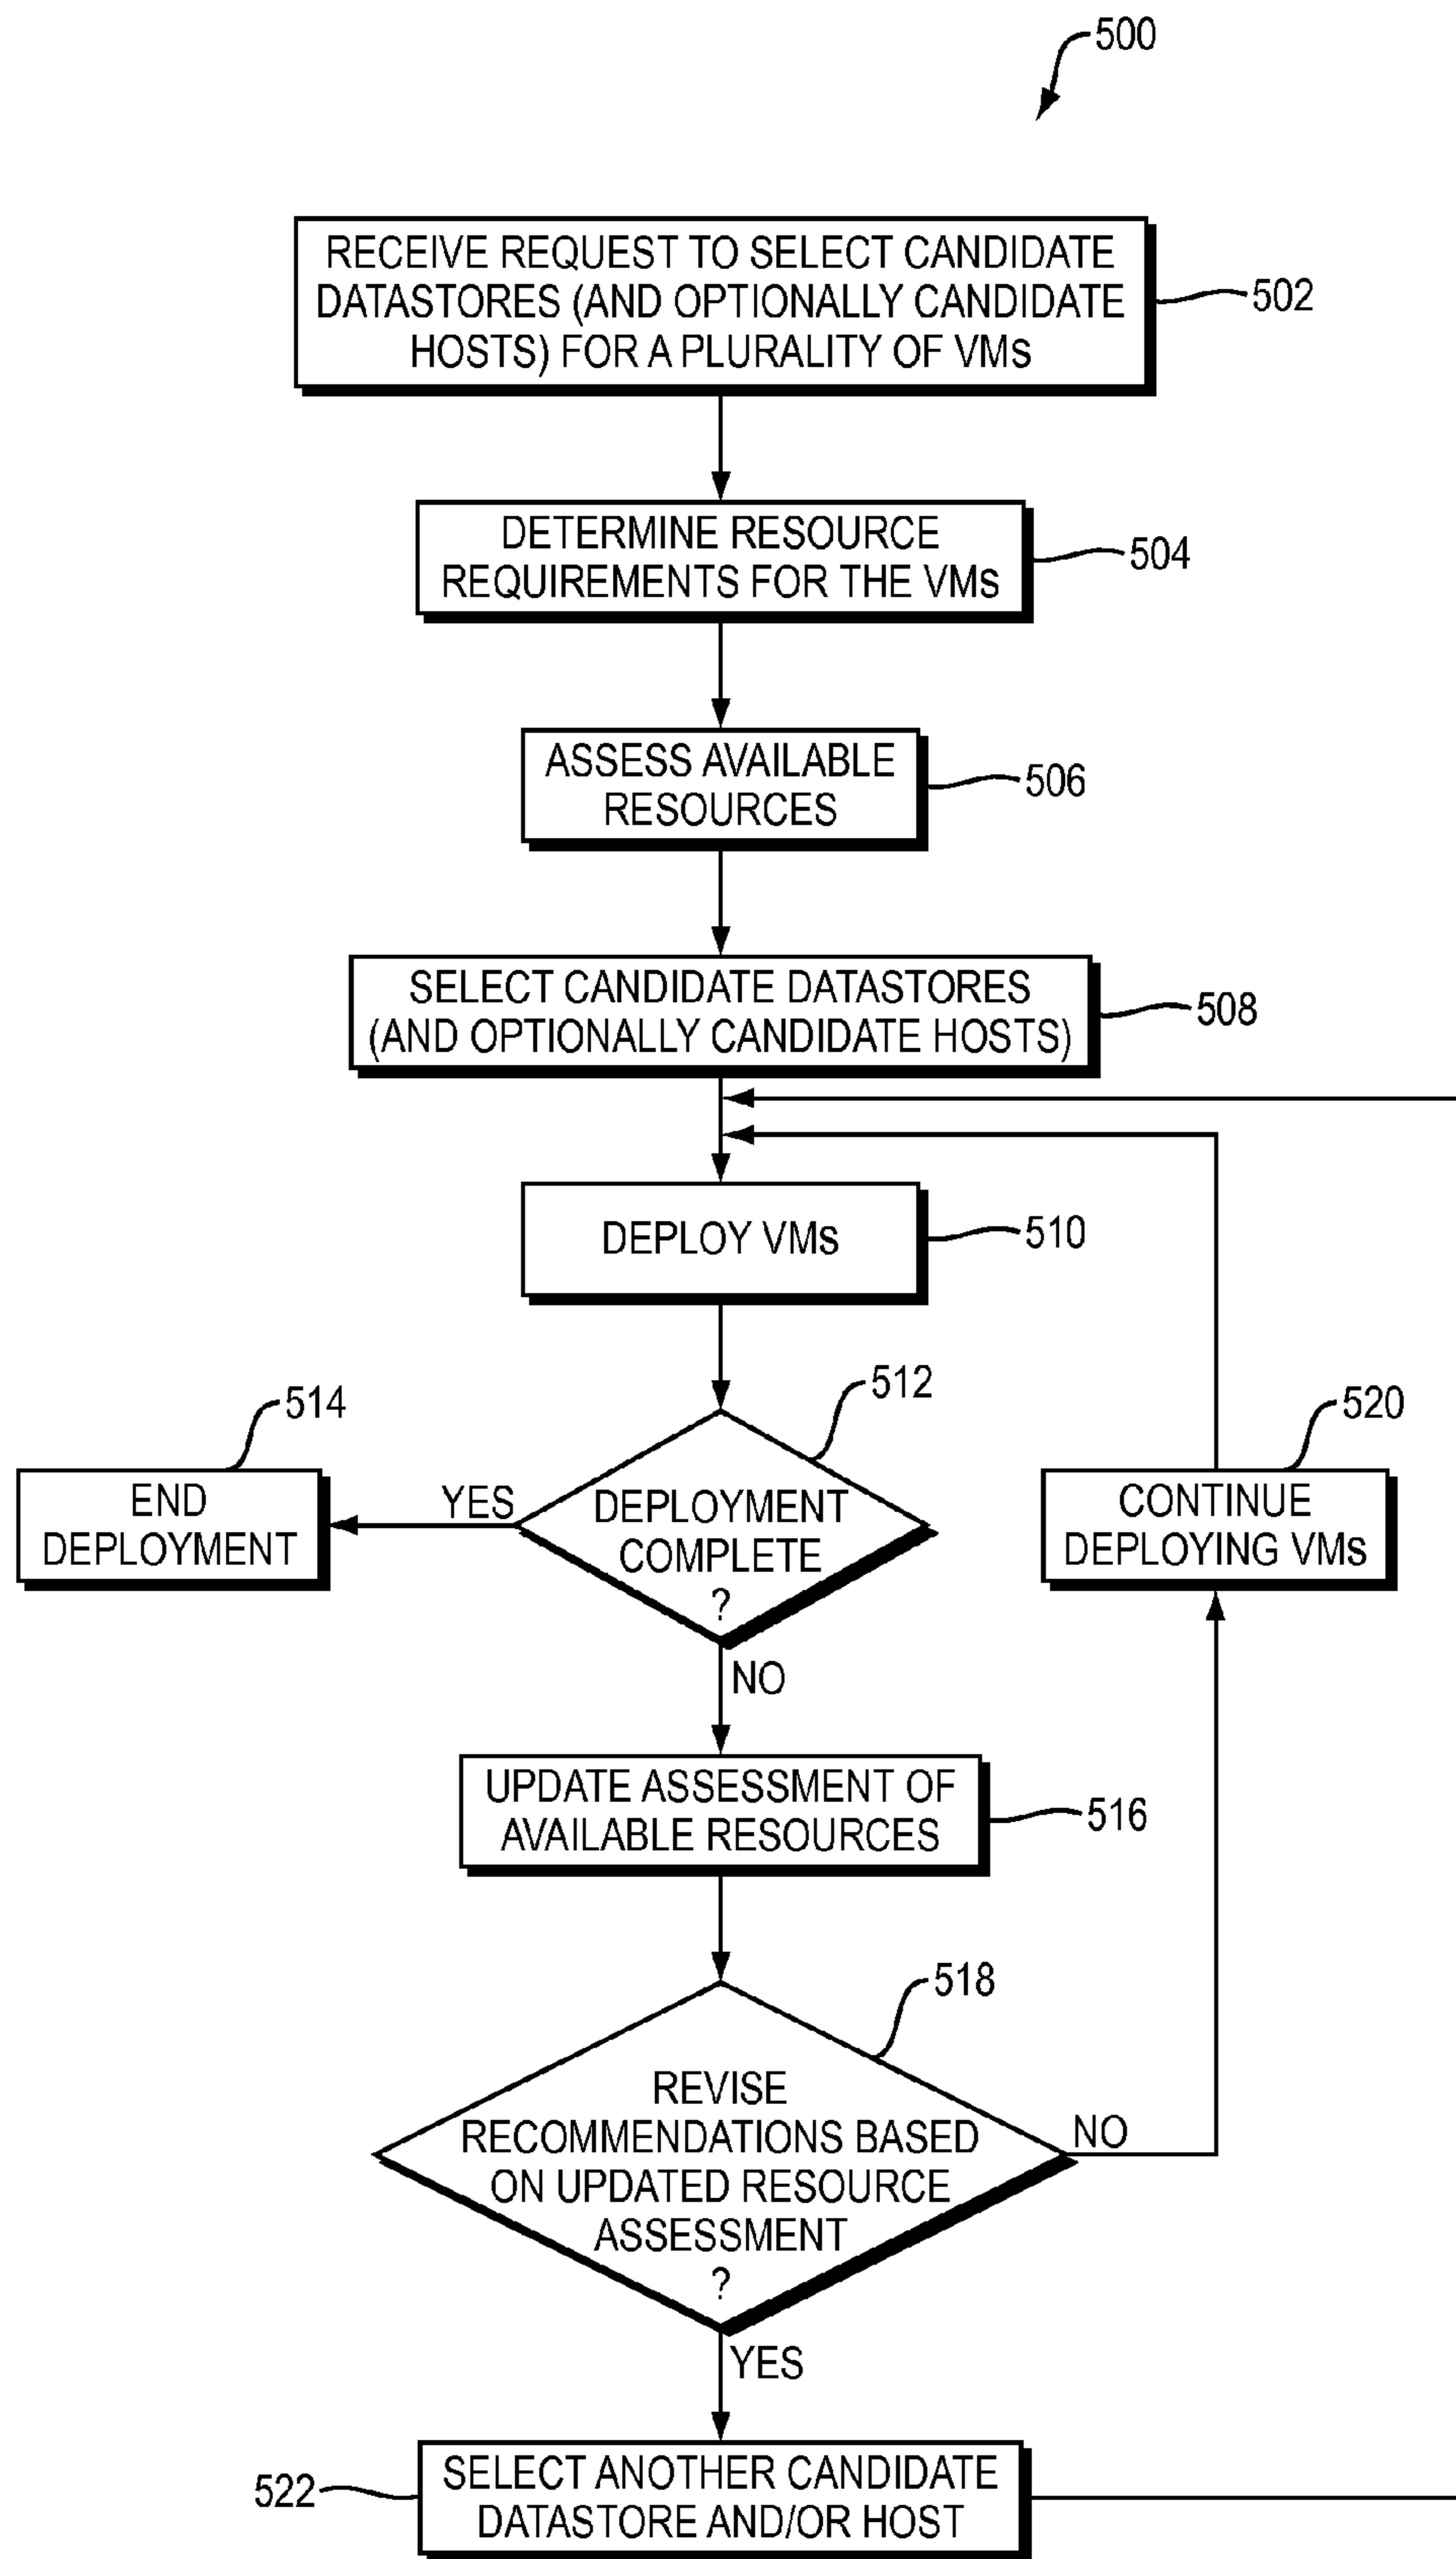 500
RECEIVE REQUEST TO SELECT CANDIDATE
DATASTORES (AND OPTIONALLY CANDIDATE
HOSTS) FOR A PLURALITY OF VMs
502
DETERMINE RESOURCE
REQUIREMENTS FOR THE VMs
504
ASSESS AVAILABLE
RESOURCES
506
SELECT CANDIDATE DATASTORES
(AND OPTIONALLY CANDIDATE HOSTS)
508
DEPLOY VMs
510
512
514
520
END
DEPLOYMENT
YES
DEPLOYMENT
COMPLETE
?
CONTINUE
DEPLOYING VMs
NO
UPDATE ASSESSMENT OF
AVAILABLE RESOURCES
516
518
REVISE
RECOMMENDATIONS BASED
ON UPDATED RESOURCE
ASSESSMENT
?
NO
YES
522
SELECT ANOTHER CANDIDATE
DATASTORE AND/OR HOST